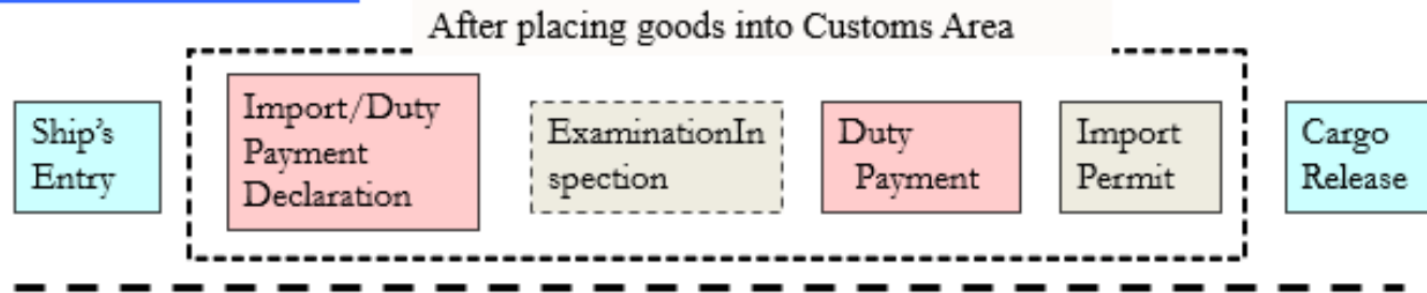 After placing goods into Customs Area
Ship's
Entry
Import/Duty
Payment
Declaration
ExaminationIn
spection
Duty
Payment
Import
Permit
Cargo
Release